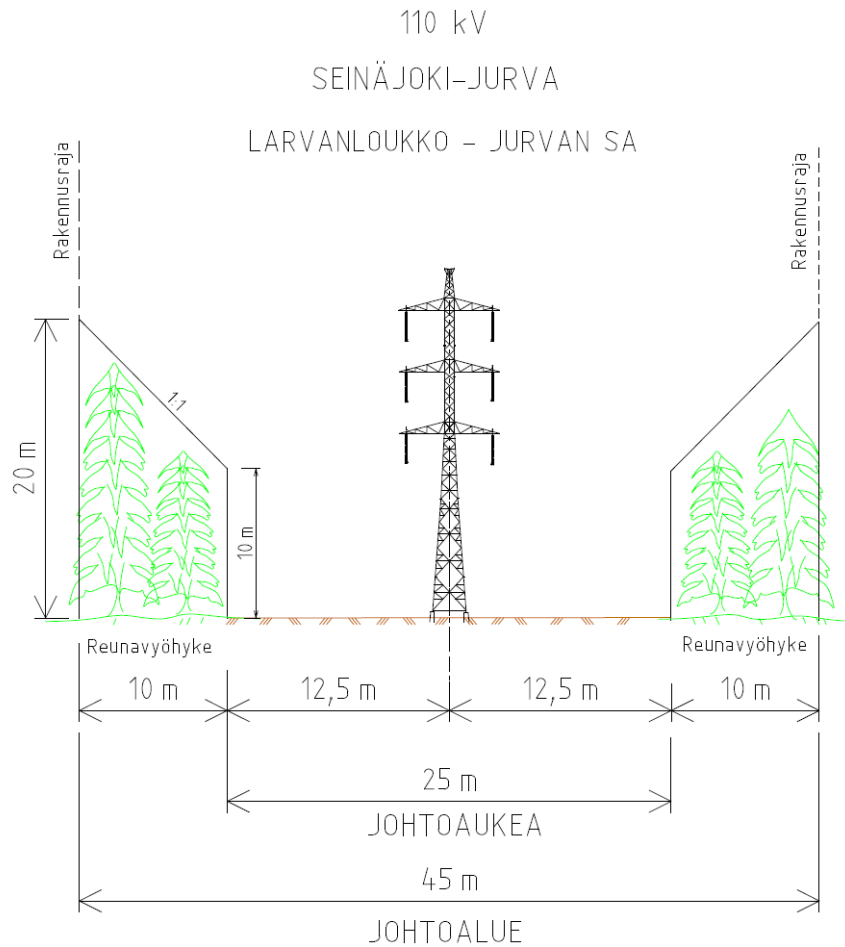 110 kV
SEINÄJOKI-JURVA
LARVANLOUKKO - JURVAN SA
Rakennusraja
Rakennusraja
1:1
20 m
10 m
Reunavyöhyke
Reunavyöhyke
10 m
12,5 m
12,5 m
10 m
25 m
JOHTOAUKEA
45 m
JOHTOALUE